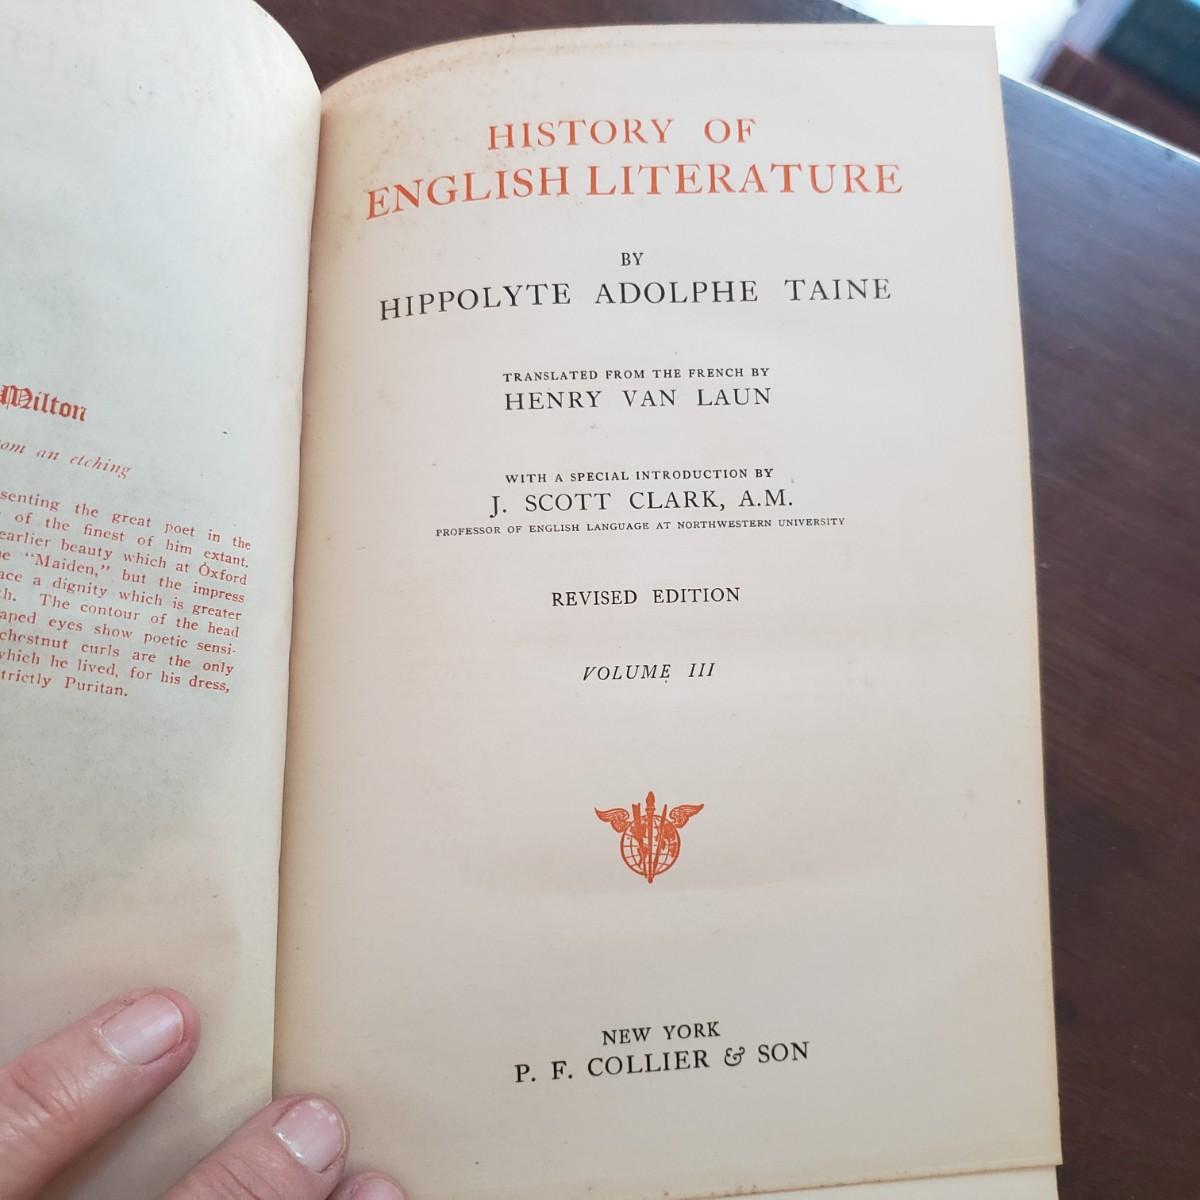 Milton
an etching
senting the great poet in the
of the finest of him extant.
earlier beauty which at Oxford
"Maiden," but the impress
a dignity which is greater
The contour of the head
eyes show poetic sensi-
chestnut curls are the only
which he lived, for his dress,
Puritan.
HISTORY OF
ENGLISH LITERATURE
BY
HIPPOLYTE ADOLPHE TAINE
TRANSLATED FROM THE FRENCH BY
HENRY VAN LAUN
WITH A SPECIAL INTRODUCTION BY
J. SCOTT CLARK, A.M.
PROFESSOR OF ENGLISH LANGUAGE AT NORTHWESTERN UNIVERSITY
REVISED EDITION
VOLUME III
NEW YORK
P. F. COLLIER & SON